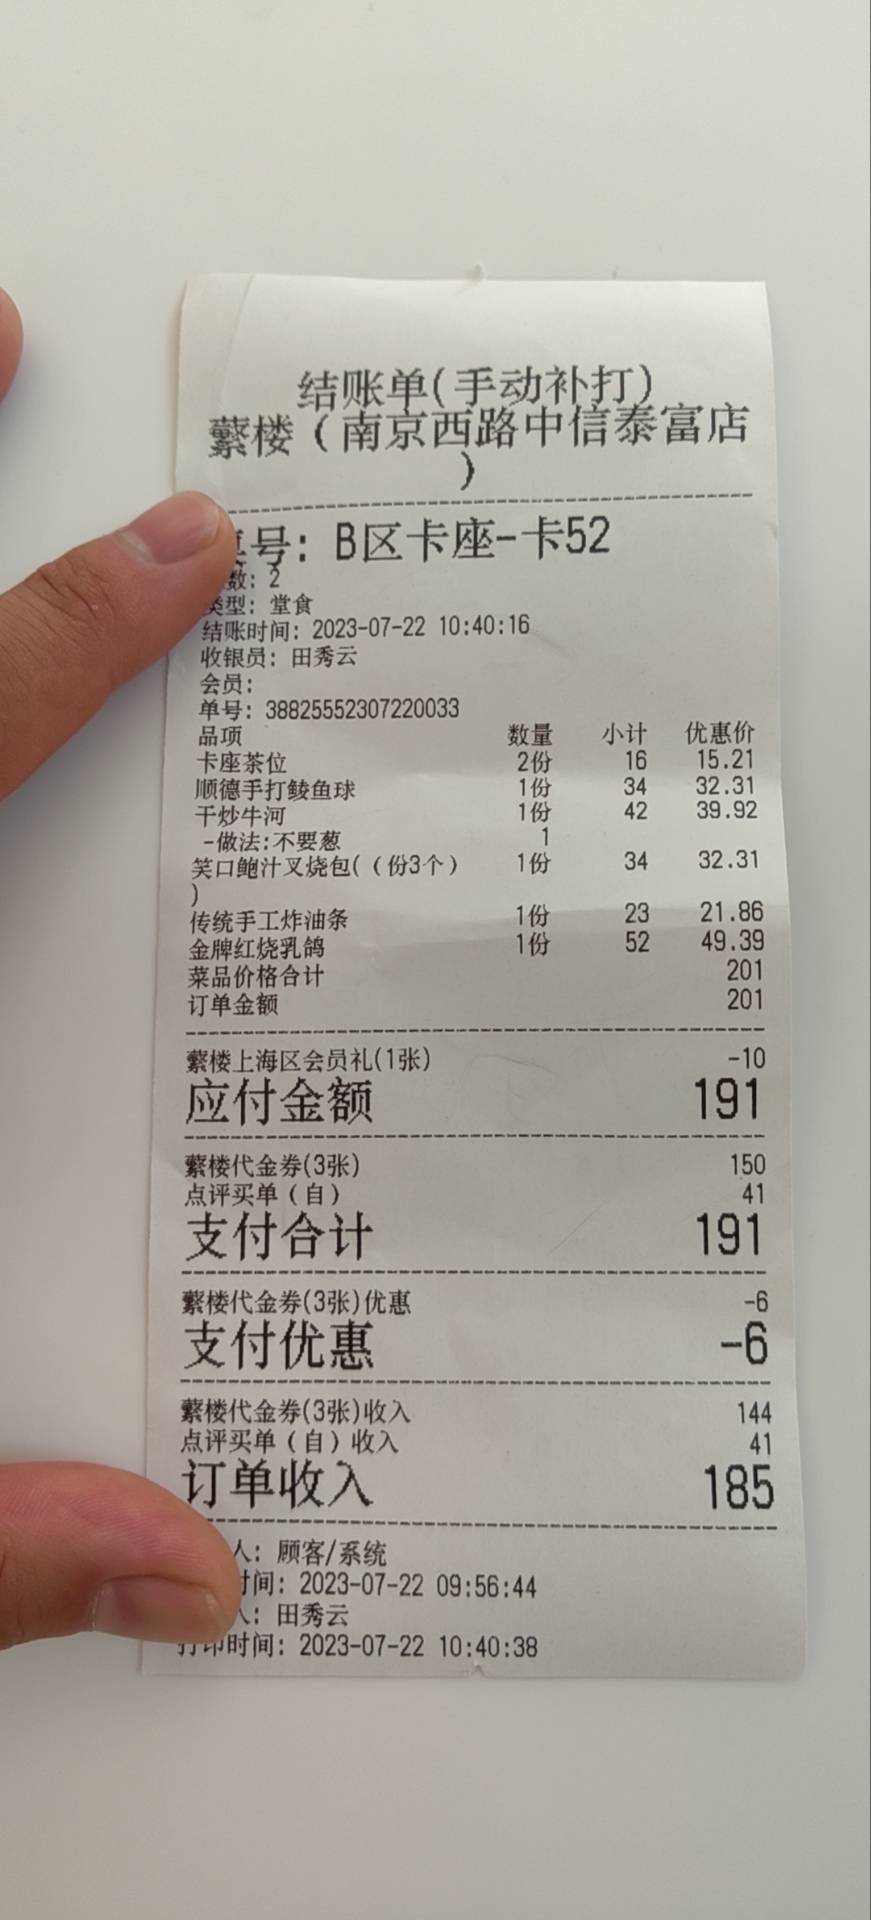 结账单(手动补打)
蘩楼（南京西路中信泰富店
）
号: B区卡座-卡52
数: 2
类型: 堂食
结账时间: 2023-07-22 10:40:16
收银员: 田秀云
会员:
单号: 38825552307220033
品项 数量 小计 优惠价
卡座茶位 2份 16 15.21
顺德手打鲮鱼球 1份 34 32.31
干炒牛河 1份 42 39.92
-做法:不要葱 1
笑口鲍汁叉烧包(（份3个） 1份 34 32.31
)
传统手工炸油条 1份 23 21.86
金牌红烧乳鸽 1份 52 49.39
菜品价格合计 201
订单金额 201
蘩楼上海区会员礼(1张) -10
应付金额 191
蘩楼代金券(3张) 150
点评买单（自） 41
支付合计 191
蘩楼代金券(3张)优惠 -6
支付优惠 -6
蘩楼代金券(3张)收入 144
点评买单（自）收入 41
订单收入 185
人: 顾客/系统
时间: 2023-07-22 09:56:44
人: 田秀云
打印时间: 2023-07-22 10:40:38